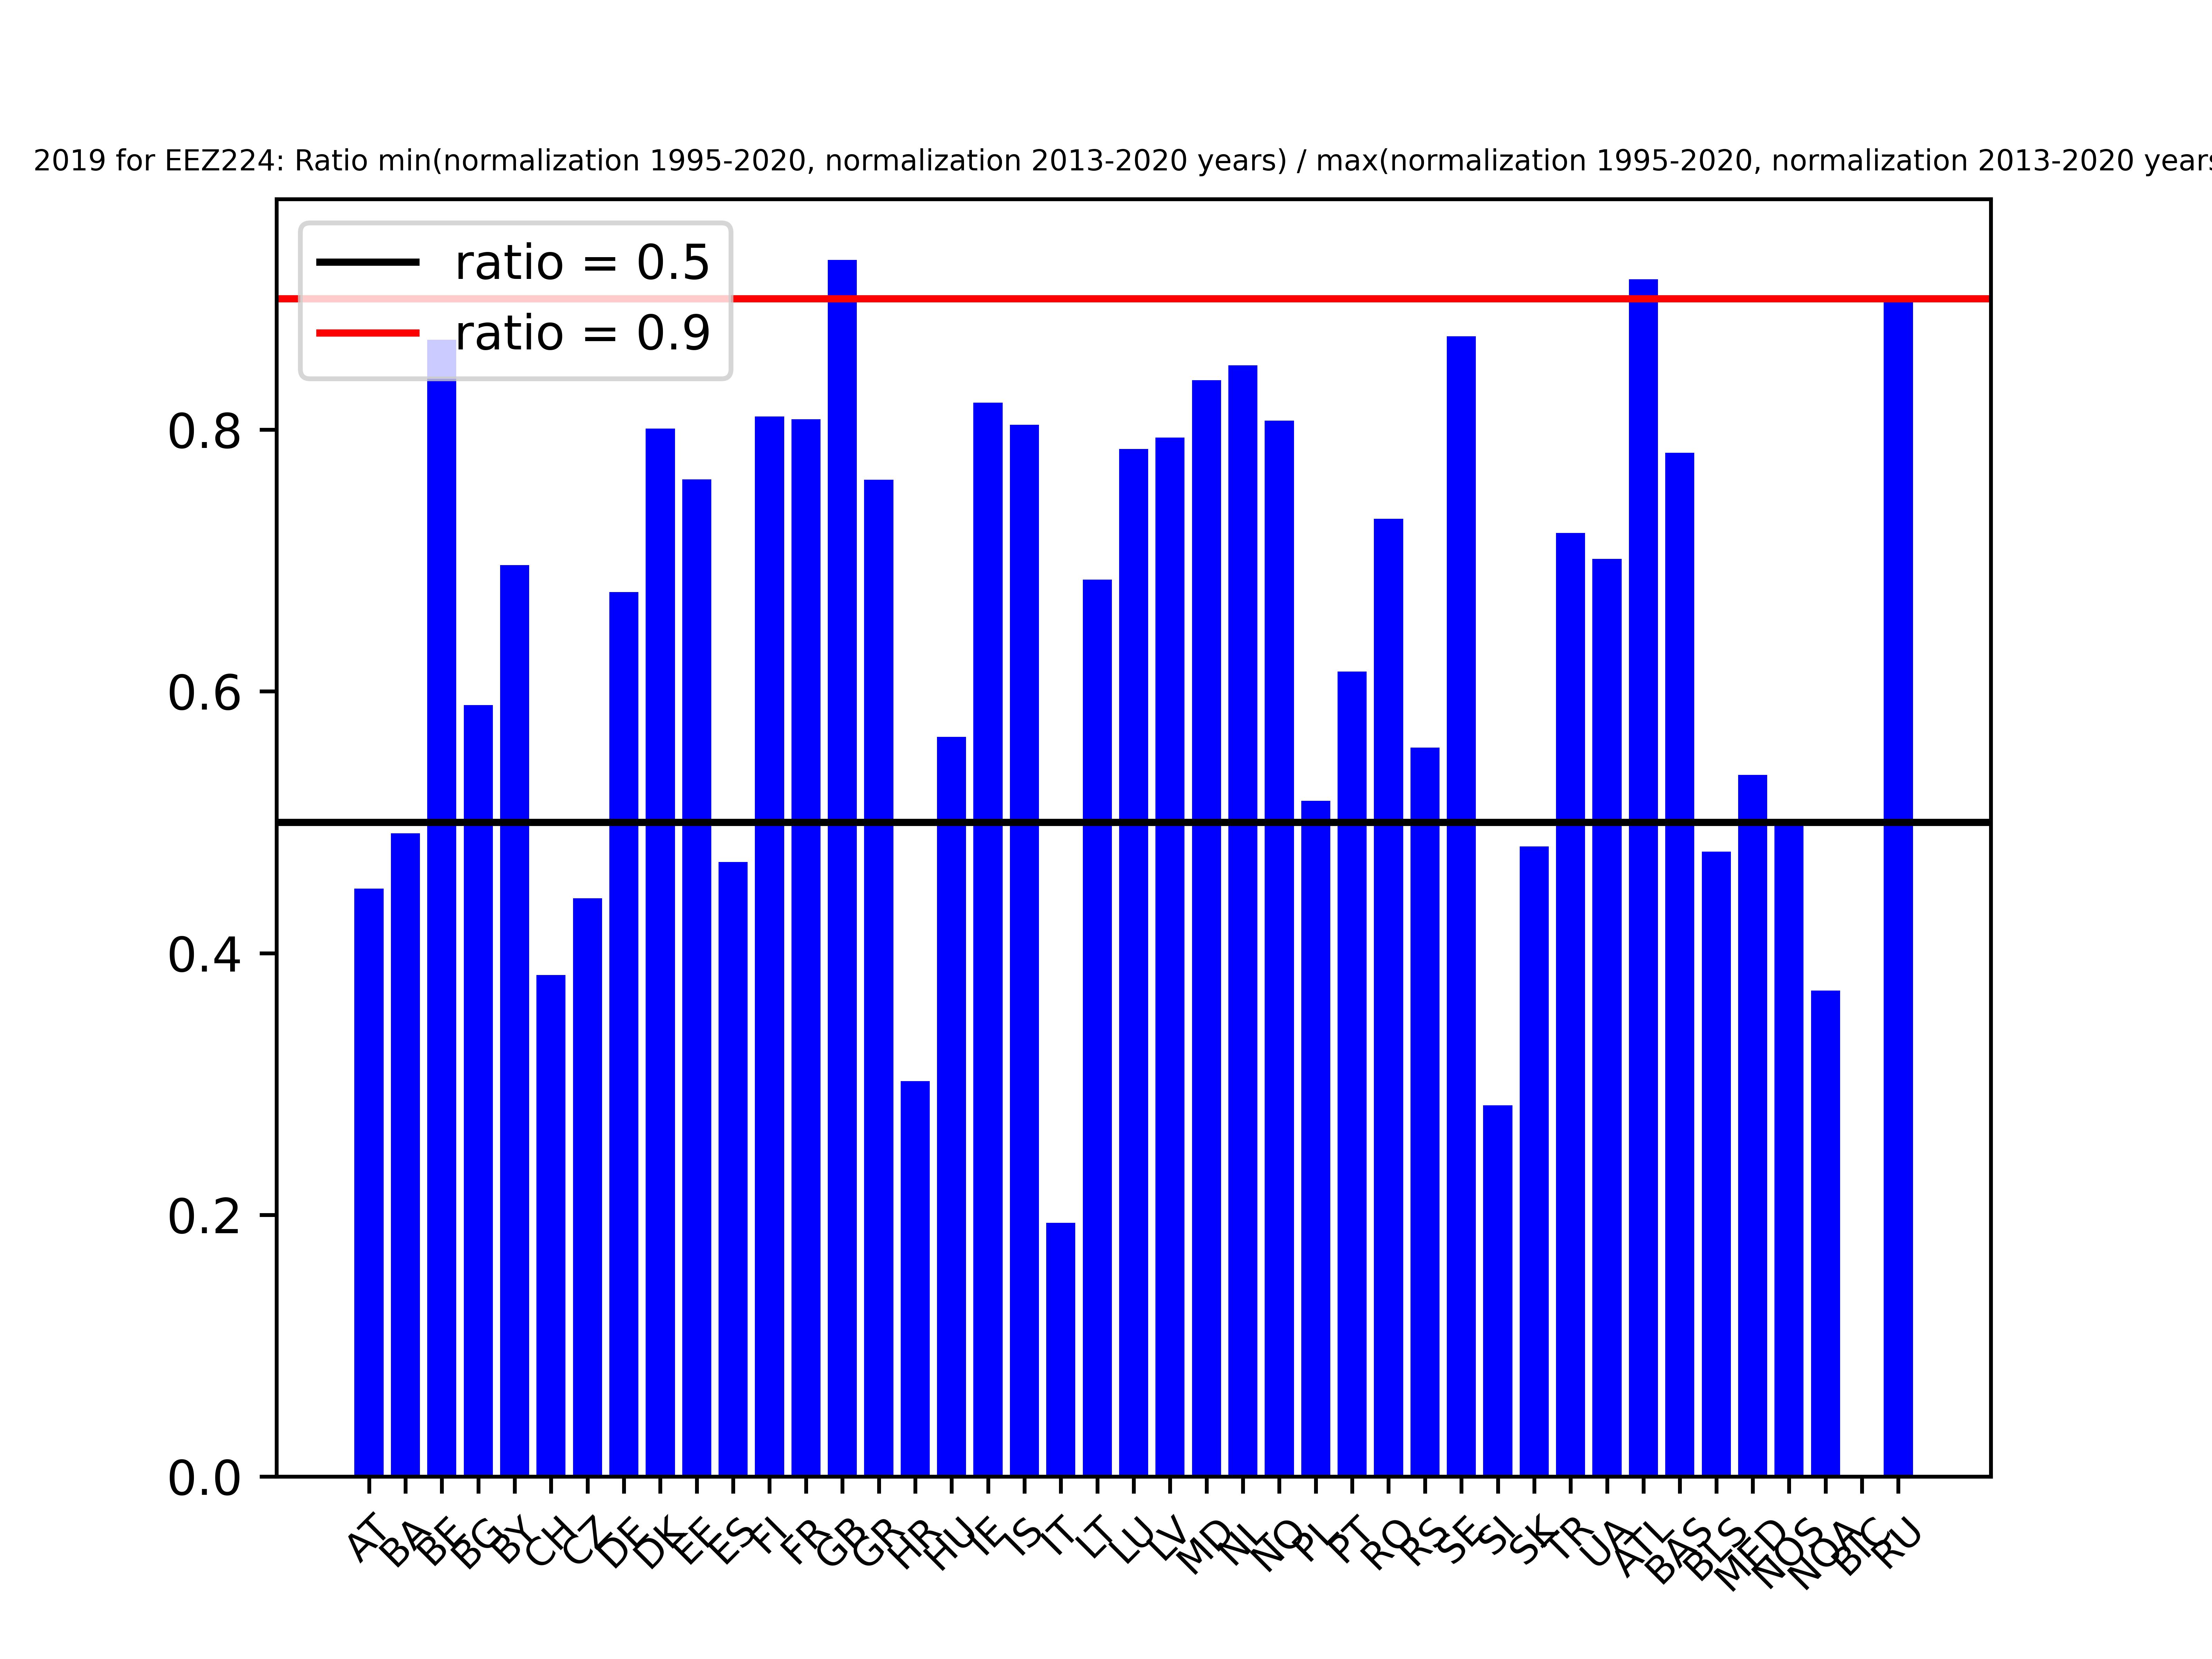 2019 for EEZ224: Ratio min(normalization 1995-2020, normalization 2013-2020 years) / max(normalization 1995-2020, normalization 2013-2020 years
ratio = 0.5
ratio = 0.9
0.8
0.6
0.4
0.2
0.0
AT
BA
BE
BG
BY
CH
CZ
DE
DK
EE
ES
FI
FR
GB
GR
HR
HU
IE
IS
IT
LT
LU
LV
MD
NL
NO
PL
PT
RO
RS
SE
SI
SK
TR
UA
ATL
BAS
BLS
MED
NOS
NOA
BIC
RU